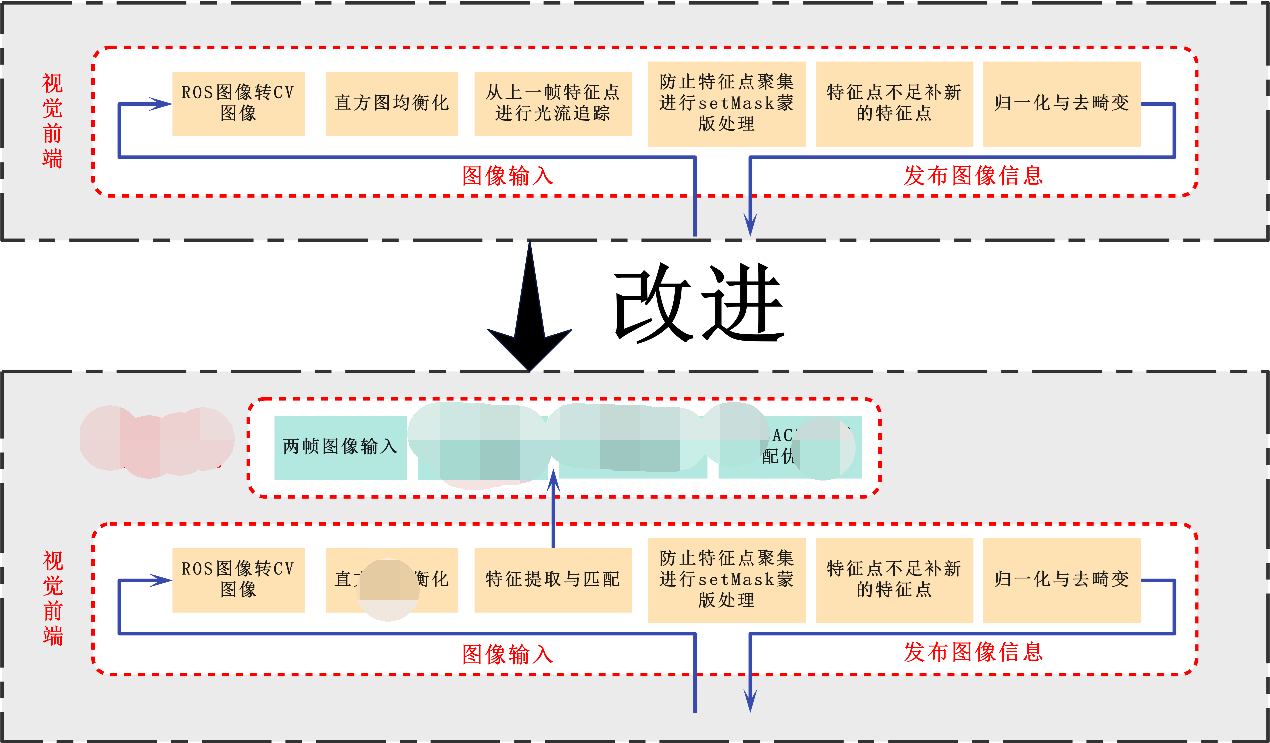 视
觉
前
端
ROS图像转CV
图像
直方图均衡化
从上一帧特征点
进行光流追踪
防止特征点聚集
进行setMask蒙
版处理
特征点不足补新
的特征点
归一化与去畸变
图像输入
发布图像信息
改进
两帧图像输入
AC
配优
视
觉
前
端
ROS图像转CV
图像
直方 衡化
特征提取与匹配
防止特征点聚集
进行setMask蒙
版处理
特征点不足补新
的特征点
归一化与去畸变
图像输入
发布图像信息